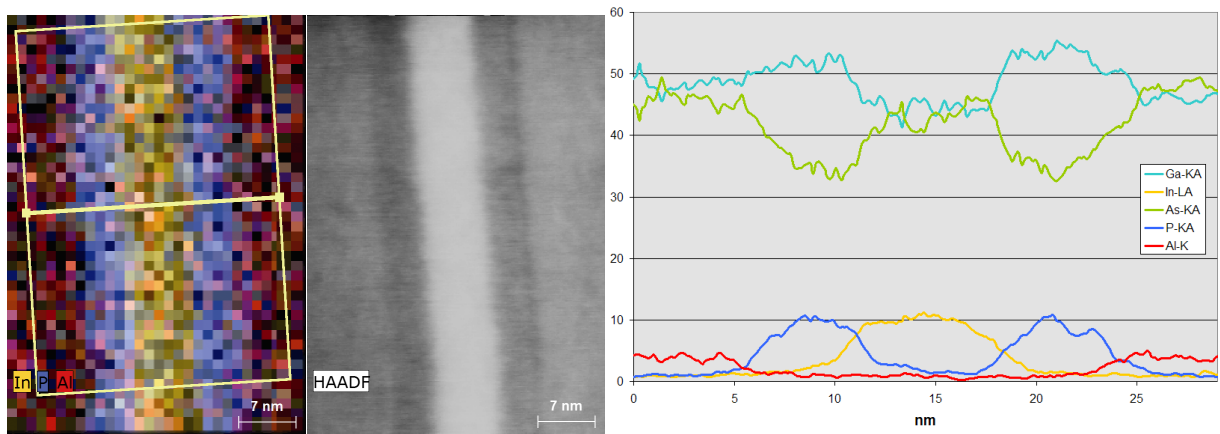 In P Al
7 nm
HAADF
7 nm
60
50
40
30
20
10
0
0 5 10 15 20 25
nm
Ga-KA
In-LA
As-KA
P-KA
Al-K